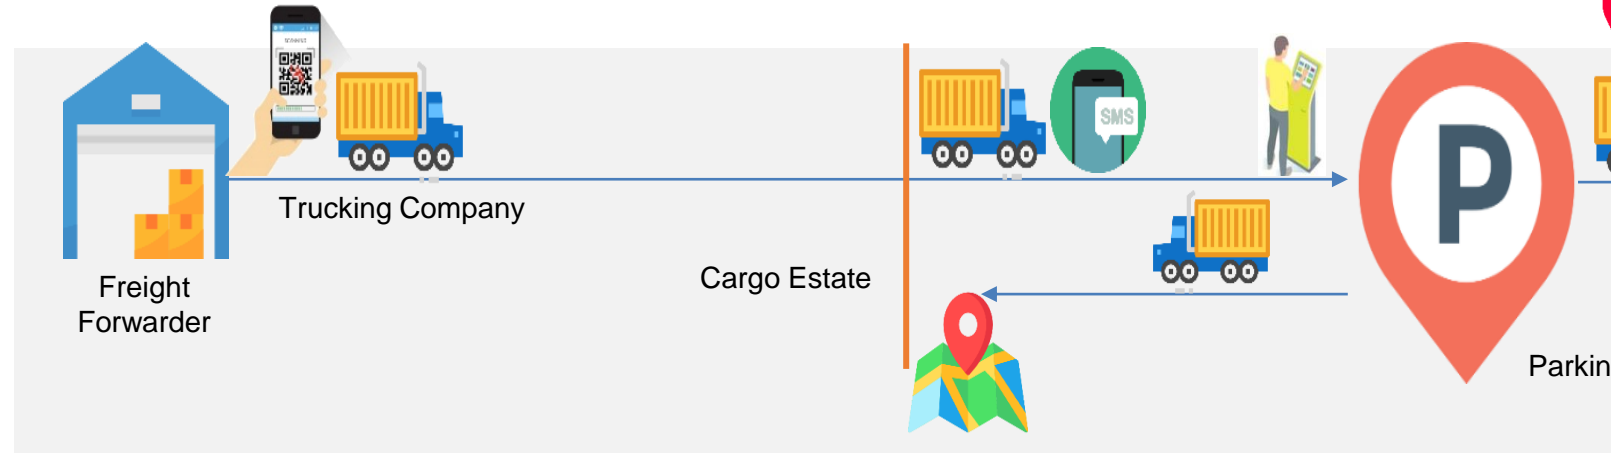 SMS
P
Trucking Company
Cargo Estate
Freight
Forwarder
Parkin